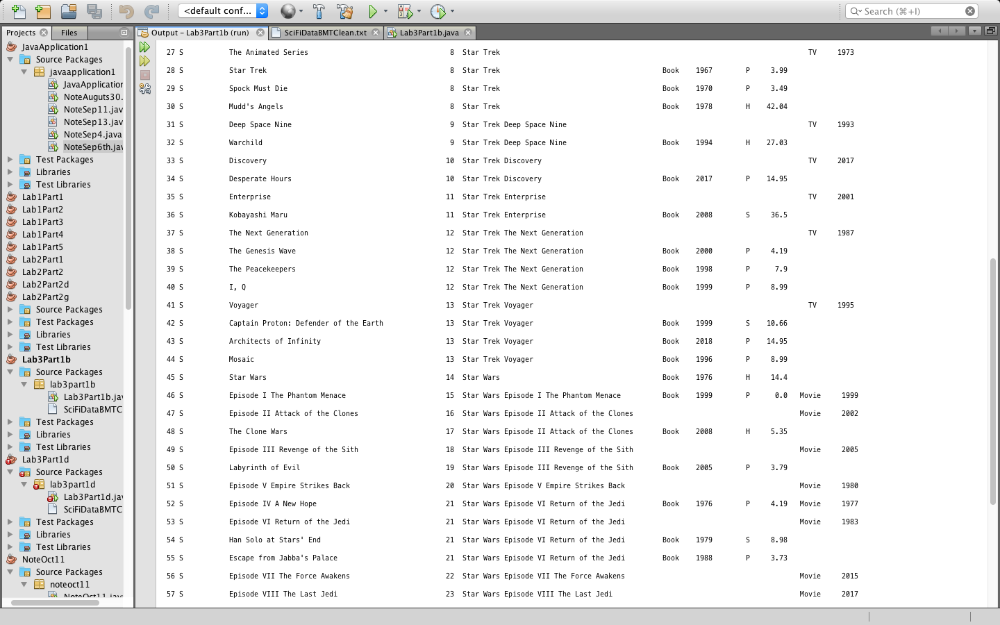 <default conf...
Search (⌘+I)
Projects
Files
Output – Lab3Part1b (run)
SciFiDataBMTClean.txt
Lab3Part1b.java
JavaApplication1
Source Packages
javaapplication1
JavaApplication
NoteAuguts30.
NoteSep11.jav
NoteSep13.jav
NoteSep4.java
NoteSep6th.jav
Test Packages
Libraries
Test Libraries
Lab1Part1
Lab1Part2
Lab1Part3
Lab1Part4
Lab1Part5
Lab2Part1
Lab2Part2
Lab2Part2d
Lab2Part2g
Source Packages
Test Packages
Libraries
Test Libraries
Lab3Part1b
Source Packages
lab3part1b
Lab3Part1b.jav
SciFiDataBMTC
Test Packages
Libraries
Test Libraries
Lab3Part1d
Source Packages
lab3part1d
Lab3Part1d.jav
SciFiDataBMTC
Test Packages
Libraries
Test Libraries
NoteOct11
Source Packages
noteoct11
NoteOct11.java
27 S The Animated Series 8 Star Trek TV 1973
28 S Star Trek 8 Star Trek Book 1967 P 3.99
29 S Spock Must Die 8 Star Trek Book 1970 P 3.49
30 S Mudd's Angels 8 Star Trek Book 1978 H 42.04
31 S Deep Space Nine 9 Star Trek Deep Space Nine TV 1993
32 S Warchild 9 Star Trek Deep Space Nine Book 1994 H 27.03
33 S Discovery 10 Star Trek Discovery TV 2017
34 S Desperate Hours 10 Star Trek Discovery Book 2017 P 14.95
35 S Enterprise 11 Star Trek Enterprise TV 2001
36 S Kobayashi Maru 11 Star Trek Enterprise Book 2008 S 36.5
37 S The Next Generation 12 Star Trek The Next Generation TV 1987
38 S The Genesis Wave 12 Star Trek The Next Generation Book 2000 P 4.19
39 S The Peacekeepers 12 Star Trek The Next Generation Book 1998 P 7.9
40 S I, Q 12 Star Trek The Next Generation Book 1999 P 8.99
41 S Voyager 13 Star Trek Voyager TV 1995
42 S Captain Proton: Defender of the Earth 13 Star Trek Voyager Book 1999 S 10.66
43 S Architects of Infinity 13 Star Trek Voyager Book 2018 P 14.95
44 S Mosaic 13 Star Trek Voyager Book 1996 P 8.99
45 S Star Wars 14 Star Wars Book 1976 H 14.4
46 S Episode I The Phantom Menace 15 Star Wars Episode I The Phantom Menace Book 1999 P 0.0 Movie 1999
47 S Episode II Attack of the Clones 16 Star Wars Episode II Attack of the Clones Movie 2002
48 S The Clone Wars 17 Star Wars Episode II Attack of the Clones Book 2008 H 5.35
49 S Episode III Revenge of the Sith 18 Star Wars Episode III Revenge of the Sith Movie 2005
50 S Labyrinth of Evil 19 Star Wars Episode III Revenge of the Sith Book 2005 P 3.79
51 S Episode V Empire Strikes Back 20 Star Wars Episode V Empire Strikes Back Movie 1980
52 S Episode IV A New Hope 21 Star Wars Episode VI Return of the Jedi Book 1976 P 4.19 Movie 1977
53 S Episode VI Return of the Jedi 21 Star Wars Episode VI Return of the Jedi Movie 1983
54 S Han Solo at Stars' End 21 Star Wars Episode VI Return of the Jedi Book 1979 S 8.98
55 S Escape from Jabba's Palace 21 Star Wars Episode VI Return of the Jedi Book 1988 P 3.73
56 S Episode VII The Force Awakens 22 Star Wars Episode VII The Force Awakens Movie 2015
57 S Episode VIII The Last Jedi 23 Star Wars Episode VIII The Last Jedi Movie 2017